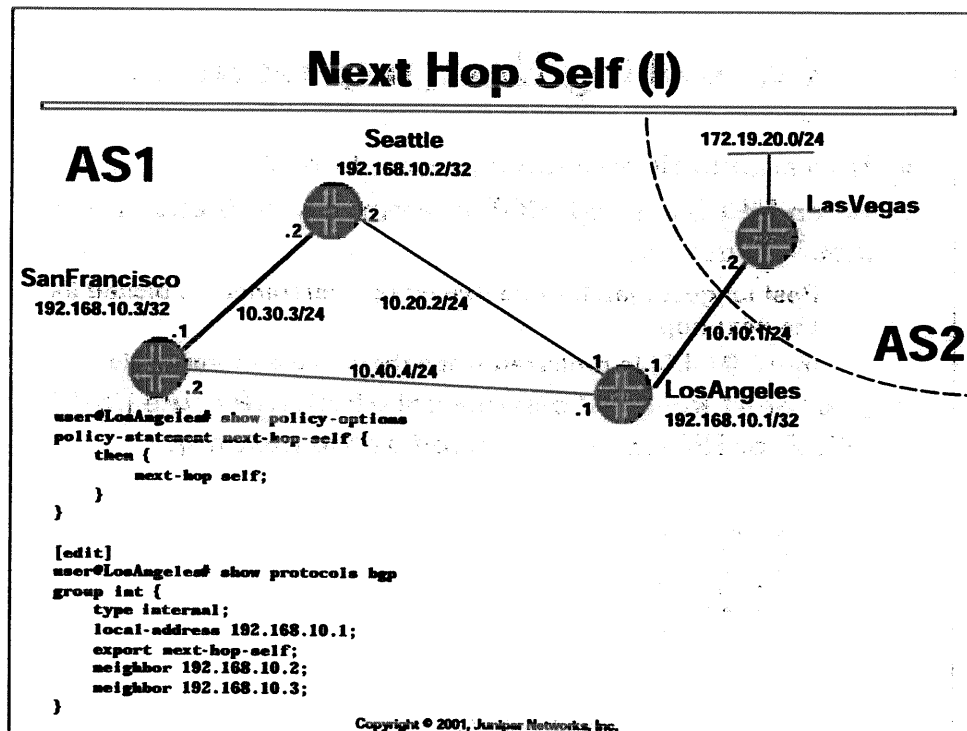 Next Hop Self (I)
AS1
Seattle
192.168.10.2/32
172.19.20.0/24
LasVegas
.2
.2
.2
SanFrancisco
192.168.10.3/32
10.30.3/24
10.20.2/24
10.10.1/24
AS2
.1
.2
10.40.4/24
.1
.1
.1
LosAngeles
192.168.10.1/32
user@LosAngeles# show policy-options
policy-statement next-hop-self {
    then {
        next-hop self;
    }
}
[edit]
user@LosAngeles# show protocols bgp
group int {
    type internal;
    local-address 192.168.10.1;
    export next-hop-self;
    neighbor 192.168.10.2;
    neighbor 192.168.10.3;
}
Copyright © 2001, Juniper Networks, Inc.